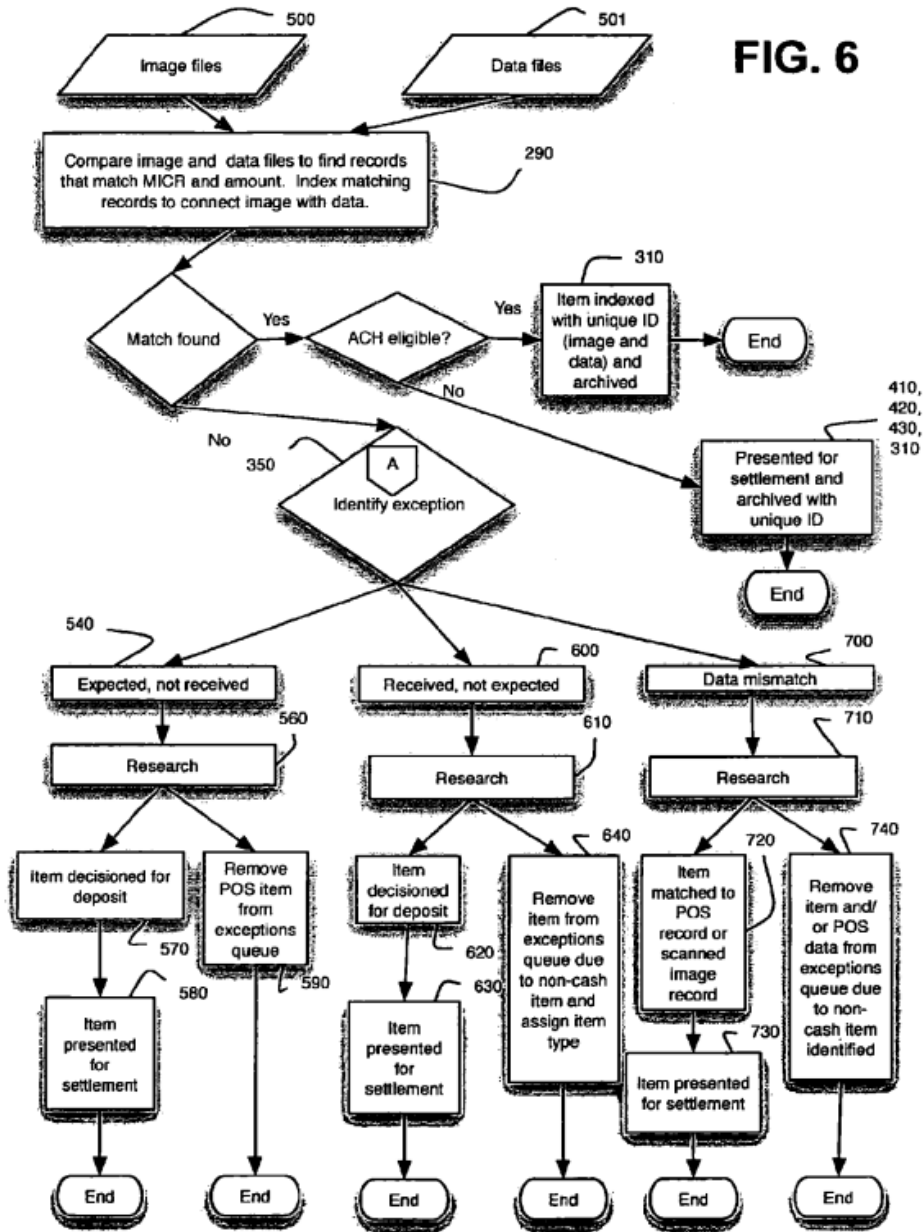 500
501
FIG. 6
Image files
Data files
Compare image and data files to find records
that match MICR and amount. Index matching
records to connect image with data.
290
310
Match found
Yes
ACH eligible?
Yes
Item indexed
with unique ID
(image and
data) and
archived
End
No
410,
420,
430,
310
No
350
A
Identify exception
Presented for
settlement and
archived with
unique ID
End
540
600
700
Expected, not received
Received, not expected
Data mismatch
560
610
710
Research
Research
Research
640
720
740
Item decisioned for
deposit
570
Remove
POS item
from
exceptions
queue
590
Item
decisioned
for deposit
620
Remove
item from
exceptions
queue due
to non-cash
item and
assign item
type
Item
matched to
POS
record or
scanned
image
record
Remove
item and/
or POS
data from
exceptions
queue due
to non-
cash item
identified
580
Item
presented
for
settlement
630
Item
presented
for
settlement
730
Item presented
for settlement
End
End
End
End
End
End